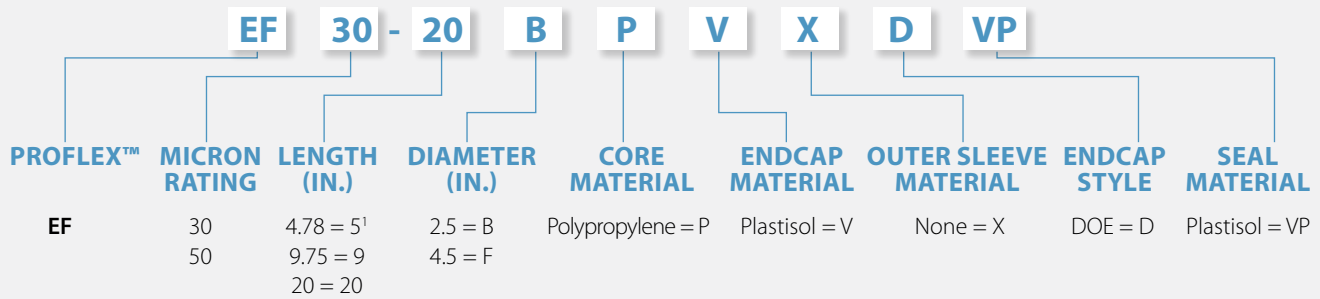 EF 30 - 20 B P V X D VP
PROFLEX™ MICRON RATING LENGTH (IN.) DIAMETER (IN.) CORE MATERIAL ENDCAP MATERIAL OUTER SLEEVE MATERIAL ENDCAP STYLE SEAL MATERIAL
EF 30 4.78 = 5¹ 2.5 = B Polypropylene = P Plastisol = V None = X DOE = D Plastisol = VP
50 9.75 = 9 4.5 = F
20 = 20